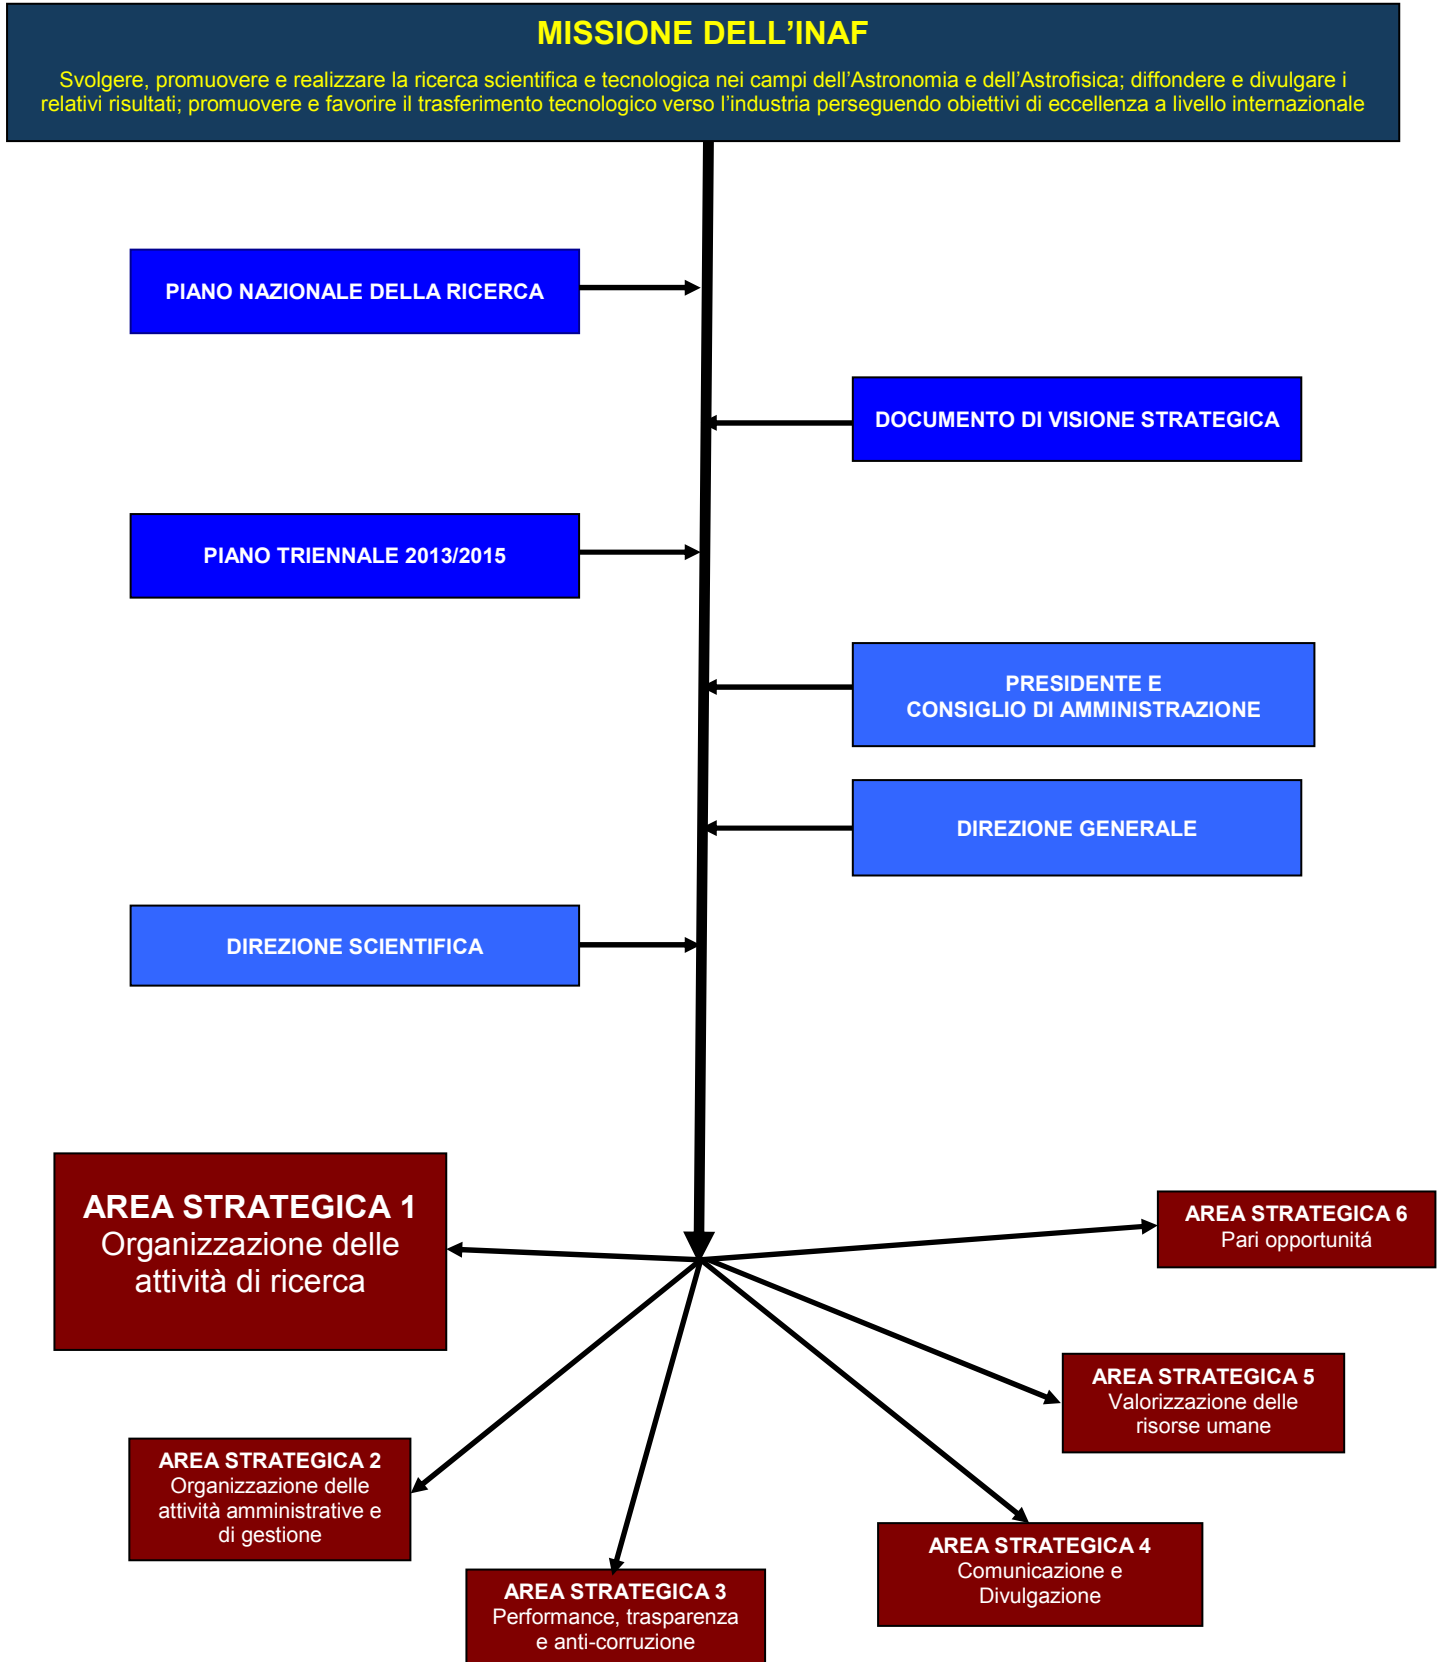 MISSIONE DELL’INAF
Svolgere, promuovere e realizzare la ricerca scientifica e tecnologica nei campi dell’Astronomia e dell’Astrofisica; diffondere e divulgare i
relativi risultati; promuovere e favorire il trasferimento tecnologico verso l’industria perseguendo obiettivi di eccellenza a livello internazionale
PIANO NAZIONALE DELLA RICERCA
DOCUMENTO DI VISIONE STRATEGICA
PIANO TRIENNALE 2013/2015
PRESIDENTE E
CONSIGLIO DI AMMINISTRAZIONE
DIREZIONE GENERALE
DIREZIONE SCIENTIFICA
AREA STRATEGICA 1
Organizzazione delle
attività di ricerca
AREA STRATEGICA 6
Pari opportunitá
AREA STRATEGICA 5
Valorizzazione delle
risorse umane
AREA STRATEGICA 2
Organizzazione delle
attività amministrative e
di gestione
AREA STRATEGICA 4
Comunicazione e
Divulgazione
AREA STRATEGICA 3
Performance, trasparenza
e anti-corruzione